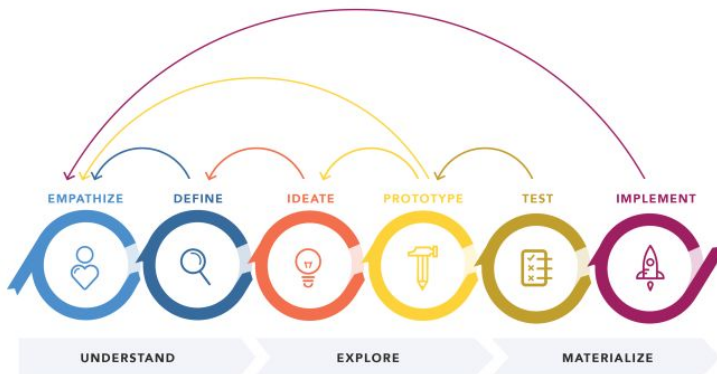 EMPATHIZE DEFINE IDEATE PROTOTYPE TEST IMPLEMENT
UNDERSTAND EXPLORE MATERIALIZE